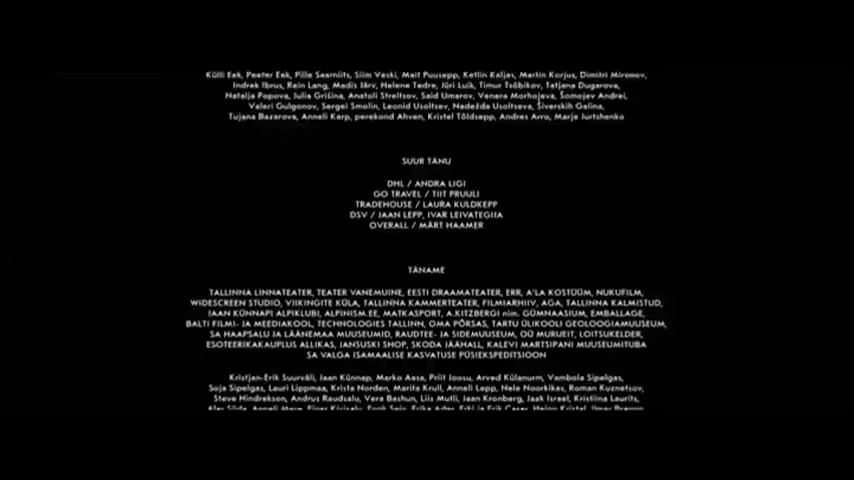 Külli Eek, Peeter Eek, Pille Saarniits, Siim Veski, Mait Puusepp, Ketlin Kaljas, Martin Korjus, Dimitri Mironov,
Indrek Ibrus, Rain Lang, Madis Järv, Helene Tedre, Jüri Luik, Timur Tsõbikov, Tatjana Dugarova,
Natalja Popova, Julia Grišina, Anatoli Streltsov, Said Umarov, Venera Morhojeva, Šomojev Andrei,
Valeri Gulgonov, Sergei Smolin, Leonid Usoltsev, Nadežda Usoltseva, Šiverskih Galina,
Tujana Bazarova, Anneli Karp, perekond Ahven, Kristel Tõldsepp, Andres Arro, Marje Jurtshenko
SUUR TÄNU
DHL / ANDRA LIGI
GO TRAVEL / TIIT PRUULI
TRADEHOUSE / LAURA KULDKEPP
DSV / JAAN LEPP, IVAR LEIVATEGIJA
OVERALL / MÄRT HAAMER
TÄNAME
TALLINNA LINNATEATER, TEATER VANEMUINE, EESTI DRAAMATEATER, ERR, A'LA KOSTÜÜM, NUKUFILM,
WIDESCREEN STUDIO, VIIKINGITE KÜLA, TALLINNA KAMMERTEATER, FILMIARHIIV, AGA, TALLINNA KALMISTUD,
JAAN KÜNNAPI ALPIKLUBI, ALPINISM.EE, MATKASPORT, A.KITZBERGI nim. GÜMNAASIUM, EMBALLAGE,
BALTI FILMI- JA MEEDIAKOOL, TECHNOLOGIES TALLINN, OMA PÕRSAS, TARTU ÜLIKOOLI GEOLOOGIAMUUSEUM,
SA HAAPSALU JA LÄÄNEMAA MUUSEUMID, RAUDTEE- JA SIDEMUUSEUM, OÜ MURUEIT, LOITSUKELDER,
ESOTEERIKAKAUPLUS ALLIKAS, JANSUSKI SHOP, SKODA JÄÄHALL, KALEVI MARTSIPANI MUUSEUMITUBA
SA VALGA ISAMAALISE KASVATUSE PÜSIEKSPEDITSIOON
Kristjan-Erik Suurväli, Jaan Künnap, Marko Aasa, Priit Joosu, Arved Külanurm, Vambola Sipelgas,
Soja Sipelgas, Lauri Lippmaa, Krista Norden, Marita Krull, Anneli Lepp, Nele Noorkikas, Roman Kuznetsov,
Steve Hindrekson, Andrus Raudsalu, Vera Bashun, Liis Mutli, Jaan Kronberg, Jaak Israel, Kristiina Laurits,